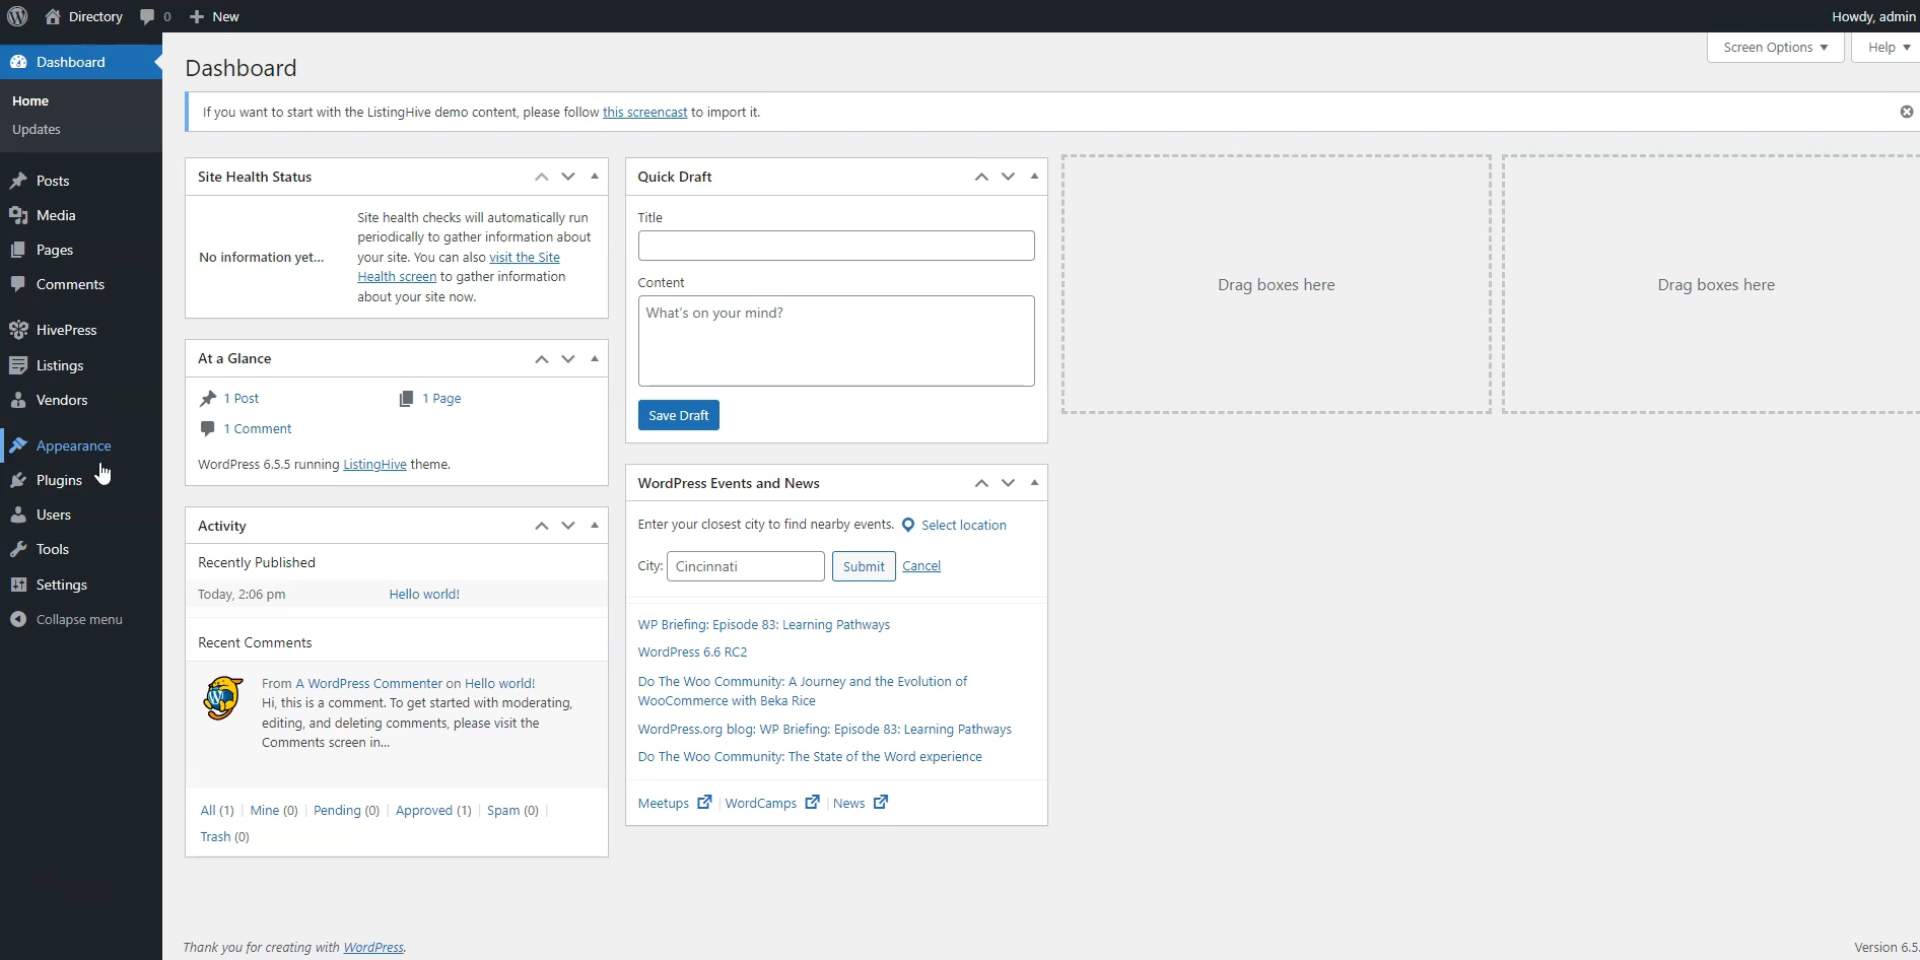 Directory
0
New
Howdy, admin
Dashboard
Home
Updates
Posts
Media
Pages
Comments
HivePress
Listings
Vendors
Appearance
Plugins
Users
Tools
Settings
Collapse menu
Screen Options
Help
Dashboard
If you want to start with the ListingHive demo content, please follow this screencast to import it.
Site Health Status
No information yet...
Site health checks will automatically run
periodically to gather information about
your site. You can also visit the Site
Health screen to gather information
about your site now.
At a Glance
1 Post
1 Page
1 Comment
WordPress 6.5.5 running ListingHive theme.
Activity
Recently Published
Today, 2:06 pm
Hello world!
Recent Comments
From A WordPress Commenter on Hello world!
Hi, this is a comment. To get started with moderating,
editing, and deleting comments, please visit the
Comments screen in...
All (1) | Mine (0) | Pending (0) | Approved (1) | Spam (0) |
Trash (0)
Quick Draft
Title
Content
What's on your mind?
Save Draft
WordPress Events and News
Enter your closest city to find nearby events. Select location
City: Cincinnati Submit Cancel
WP Briefing: Episode 83: Learning Pathways
WordPress 6.6 RC2
Do The Woo Community: A Journey and the Evolution of
WooCommerce with Beka Rice
WordPress.org blog: WP Briefing: Episode 83: Learning Pathways
Do The Woo Community: The State of the Word experience
Meetups | WordCamps | News
Drag boxes here
Drag boxes here
Thank you for creating with WordPress.
Version 6.5.